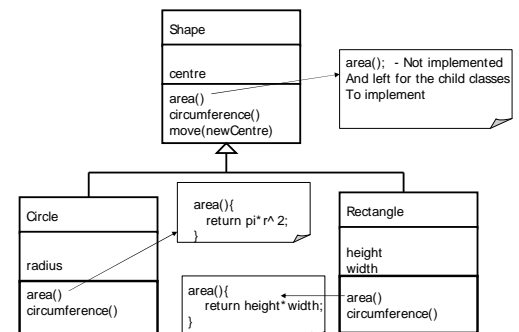 Shape
centre
area()
circumference()
move(newCentre)
area();  - Not implemented
And left for the child classes
To implement
Circle
radius
area()
circumference()
area(){
return pi*r^ 2;
}
Rectangle
height
width
area()
circumference()
area(){
return height* width;
}